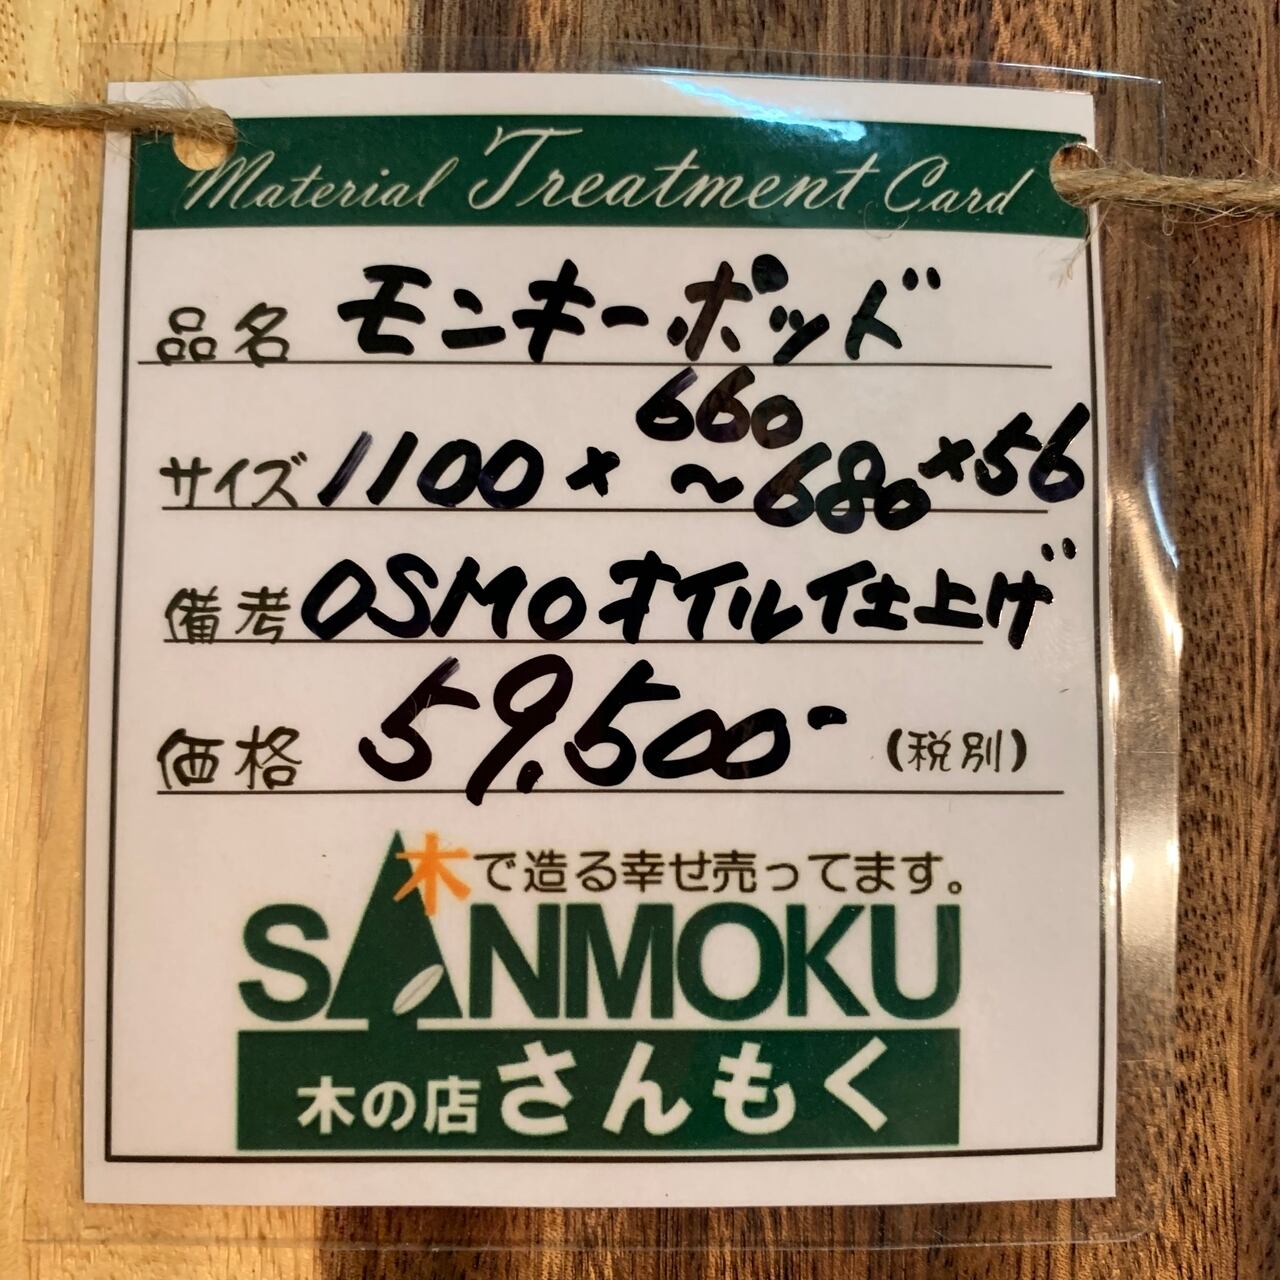 Material Treatment Card
品名 モンキーポッド
サイズ 1100 × 660 ～680 ×56
備考 OSMOオイル仕上げ
価格 59,500- (税別)
木で造る幸せ売ってます。
SANMOKU
木の店 さんもく